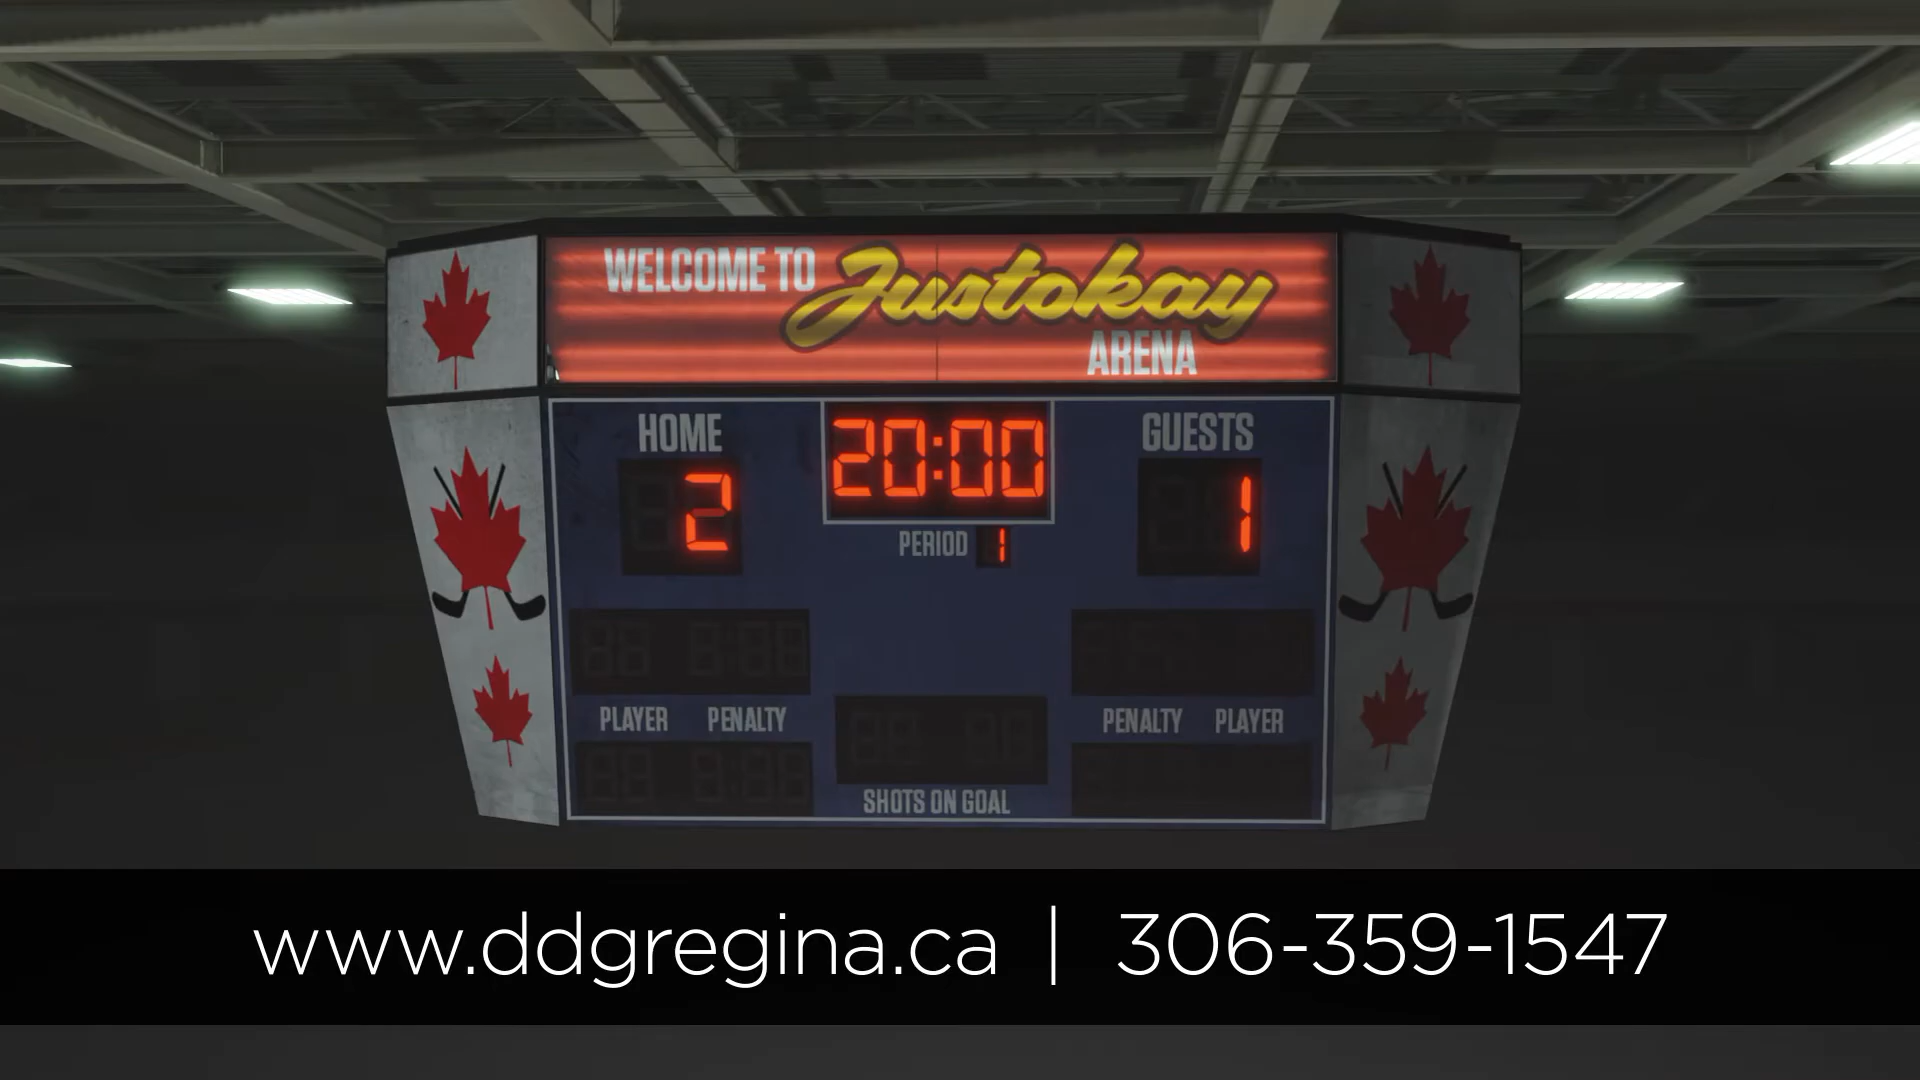 WELCOME TO Justokay
ARENA
HOME 20:00 GUESTS
2 1
PERIOD 1
PLAYER PENALTY PENALTY PLAYER
SHOTS ON GOAL
www.ddgregina.ca | 306-359-1547